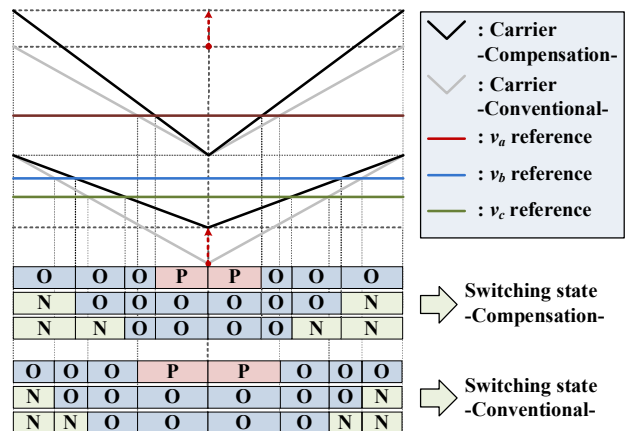 : Carrier
-Compensation-
: Carrier
-Conventional-
: va reference
: vb reference
: vc reference
O O O P P O O O
N O O O O O O N
N N O O O O N N
Switching state
-Compensation-
O O O P P O O O
N O O O O O O N
N N O O O O N N
Switching state
-Conventional-